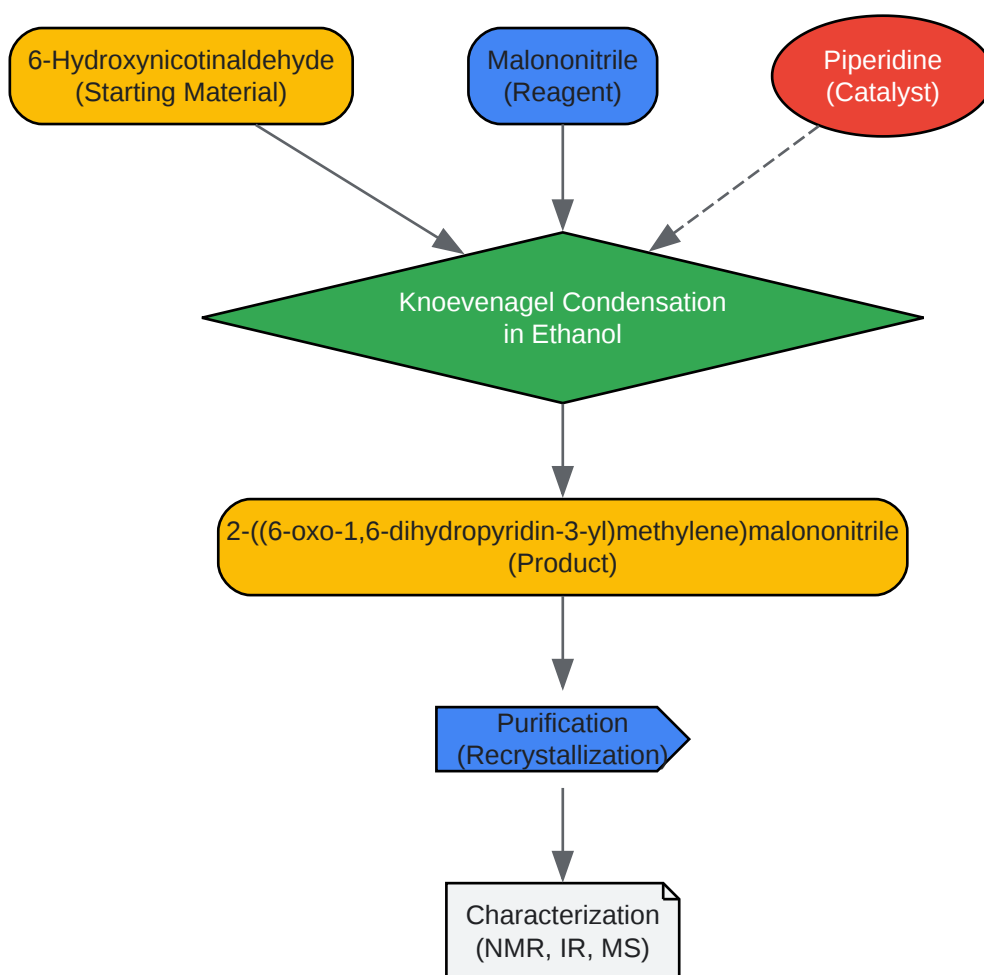 6-Hydroxynicotinaldehyde
(Starting Material)
Malononitrile
(Reagent)
Piperidine
(Catalyst)
Knoevenagel Condensation
in Ethanol
2-((6-oxo-1,6-dihydropyridin-3-yl)methylene)malononitrile
(Product)
Purification
(Recrystallization)
Characterization
(NMR, IR, MS)